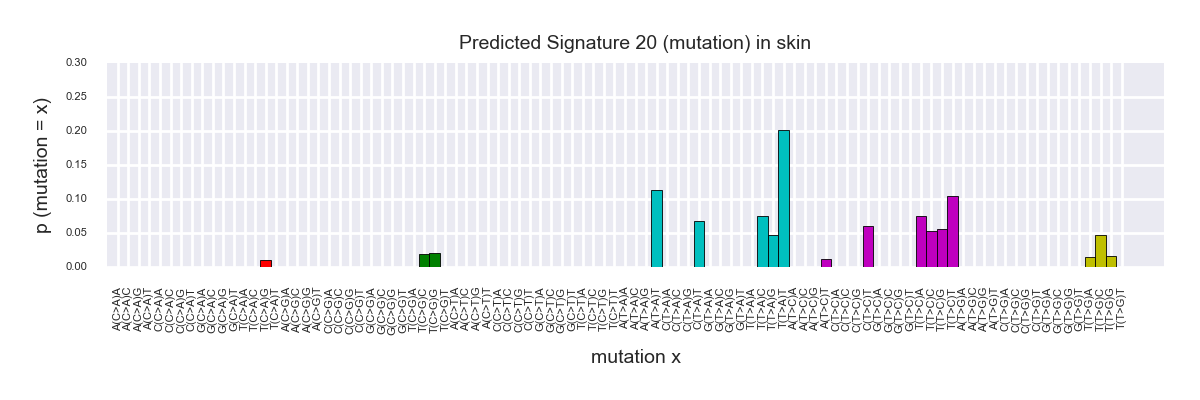 Predicted Signature 20 (mutation) in skin
p (mutation = x)
0.30
0.25
0.20
0.15
0.10
0.05
0.00
A(C>A)A
A(C>A)C
A(C>A)G
A(C>A)T
C(C>A)A
C(C>A)C
C(C>A)G
C(C>A)T
G(C>A)A
G(C>A)C
G(C>A)G
G(C>A)T
T(C>A)A
T(C>A)C
T(C>A)G
T(C>A)T
A(C>G)A
A(C>G)C
A(C>G)G
A(C>G)T
C(C>G)A
C(C>G)C
C(C>G)G
C(C>G)T
G(C>G)A
G(C>G)C
G(C>G)G
G(C>G)T
T(C>G)A
T(C>G)C
T(C>G)G
T(C>G)T
A(C>T)A
A(C>T)C
A(C>T)G
A(C>T)T
C(C>T)A
C(C>T)C
C(C>T)G
C(C>T)T
G(C>T)A
G(C>T)C
G(C>T)G
G(C>T)T
T(C>T)A
T(C>T)C
T(C>T)G
T(C>T)T
A(T>A)A
A(T>A)C
A(T>A)G
A(T>A)T
C(T>A)A
C(T>A)C
C(T>A)G
C(T>A)T
G(T>A)A
G(T>A)C
G(T>A)G
G(T>A)T
T(T>A)A
T(T>A)C
T(T>A)G
T(T>A)T
A(T>C)A
A(T>C)C
A(T>C)G
A(T>C)T
C(T>C)A
C(T>C)C
C(T>C)G
C(T>C)T
G(T>C)A
G(T>C)C
G(T>C)G
G(T>C)T
T(T>C)A
T(T>C)C
T(T>C)G
T(T>C)T
A(T>G)A
A(T>G)C
A(T>G)G
A(T>G)T
C(T>G)A
C(T>G)C
C(T>G)G
C(T>G)T
G(T>G)A
G(T>G)C
G(T>G)G
G(T>G)T
T(T>G)A
T(T>G)C
T(T>G)G
T(T>G)T
mutation x